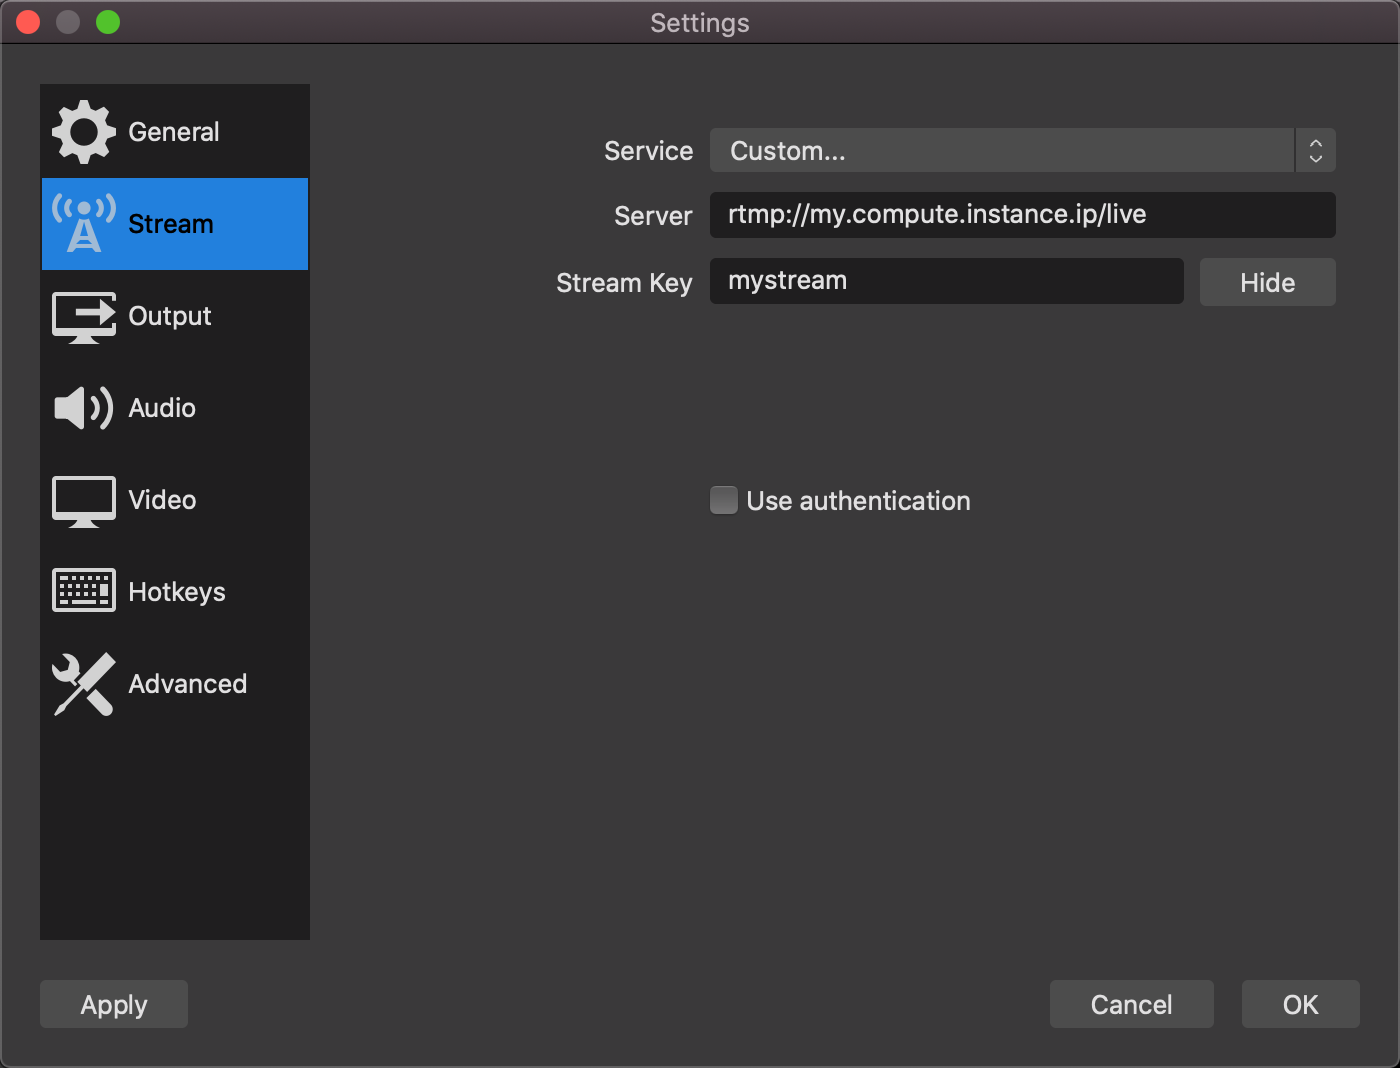 Settings
General
Stream
Output
Audio
Video
Hotkeys
Advanced
Service Custom...
Server rtmp://my.compute.instance.ip/live
Stream Key mystream Hide
Use authentication
Apply Cancel OK